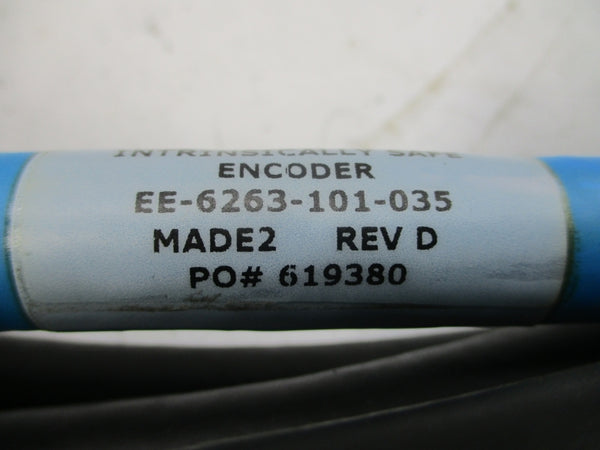 INTRINSICALLY SAFE
ENCODER
EE-6263-101-035
MADE2 REV D
PO# 619380